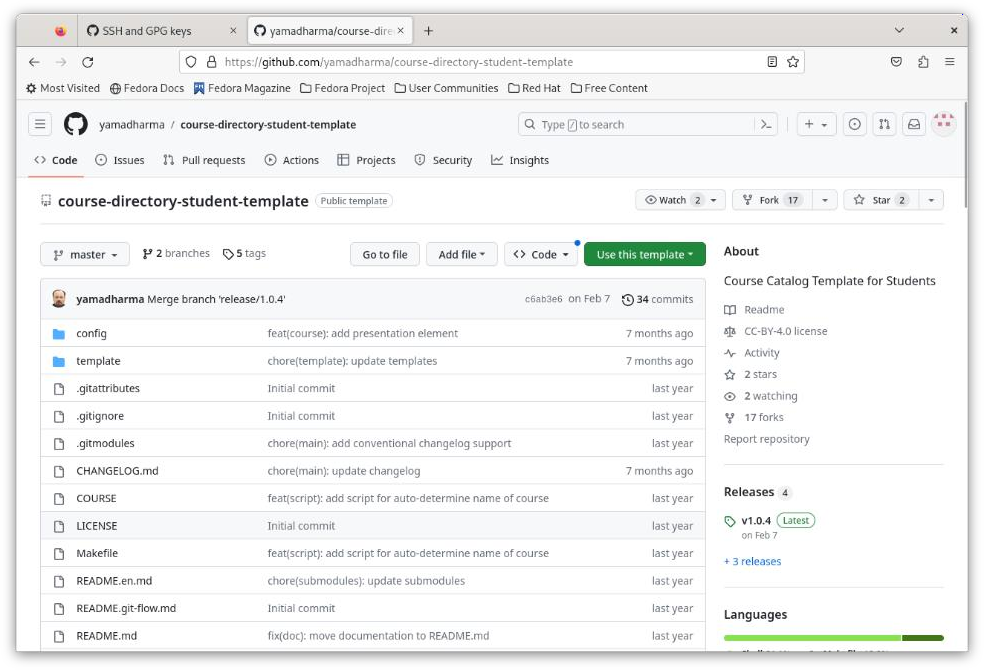 SSH and GPG keys
yamadharma/course-dire
https://github.com/yamadharma/course-directory-student-template
Most Visited Fedora Docs Fedora Magazine Fedora Project User Communities Red Hat Free Content
yamadharma / course-directory-student-template Type / to search
Code Issues Pull requests Actions Projects Security Insights
course-directory-student-template Public template Watch 2 Fork 17 Star 2
master 2 branches 5 tags Go to file Add file Code Use this template
yamadharma Merge branch 'release/1.0.4' c6ab3e6 on Feb 7 34 commits
config feat(course): add presentation element 7 months ago
template chore(template): update templates 7 months ago
.gitattributes Initial commit last year
.gitignore Initial commit last year
.gitmodules chore(main): add conventional changelog support last year
CHANGELOG.md chore(main): update changelog 7 months ago
COURSE feat(script): add script for auto-determine name of course last year
LICENSE Initial commit last year
Makefile feat(script): add script for auto-determine name of course last year
README.en.md chore(submodules): update submodules last year
README.git-flow.md Initial commit last year
README.md fix(doc): move documentation to README.md last year
About
Course Catalog Template for Students
Readme
CC-BY-4.0 license
Activity
2 stars
2 watching
17 forks
Report repository
Releases 4
v1.0.4 Latest
on Feb 7
+ 3 releases
Languages